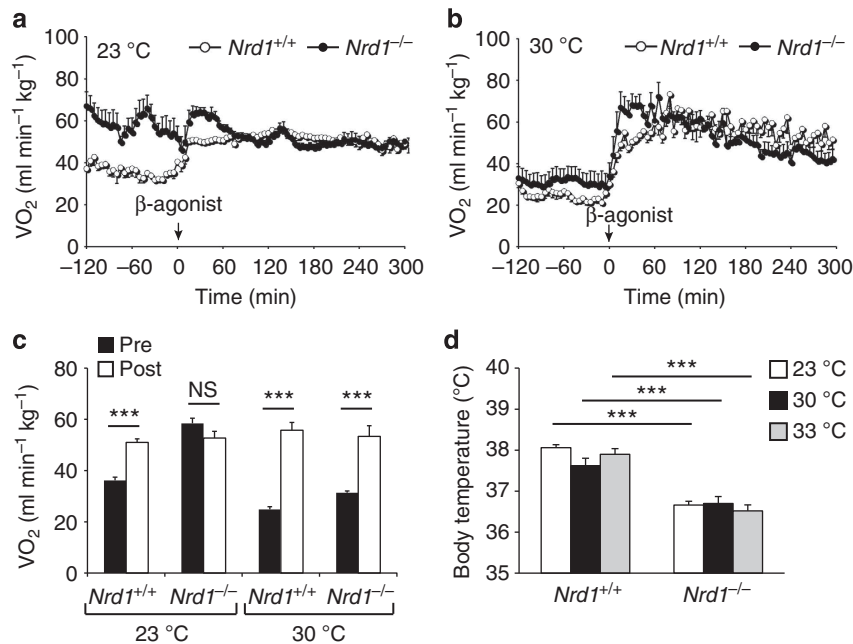 a
23 °C
Nrd1+/+ Nrd1−/−
VO2 (ml min−1 kg−1)
100
80
60
40
20
0
β-agonist
−120 −60 0 60 120 180 240 300
Time (min)
b
30 °C
Nrd1+/+ Nrd1−/−
VO2 (ml min−1 kg−1)
100
80
60
40
20
0
β-agonist
−120 −60 0 60 120 180 240 300
Time (min)
c
Pre
Post
VO2 (ml min−1 kg−1)
80
60
40
20
0
*** NS *** ***
Nrd1+/+ Nrd1−/− Nrd1+/+ Nrd1−/−
23 °C 30 °C
d
Body temperature (°C)
40
39
38
37
36
35
***
***
***
23 °C
30 °C
33 °C
Nrd1+/+ Nrd1−/−